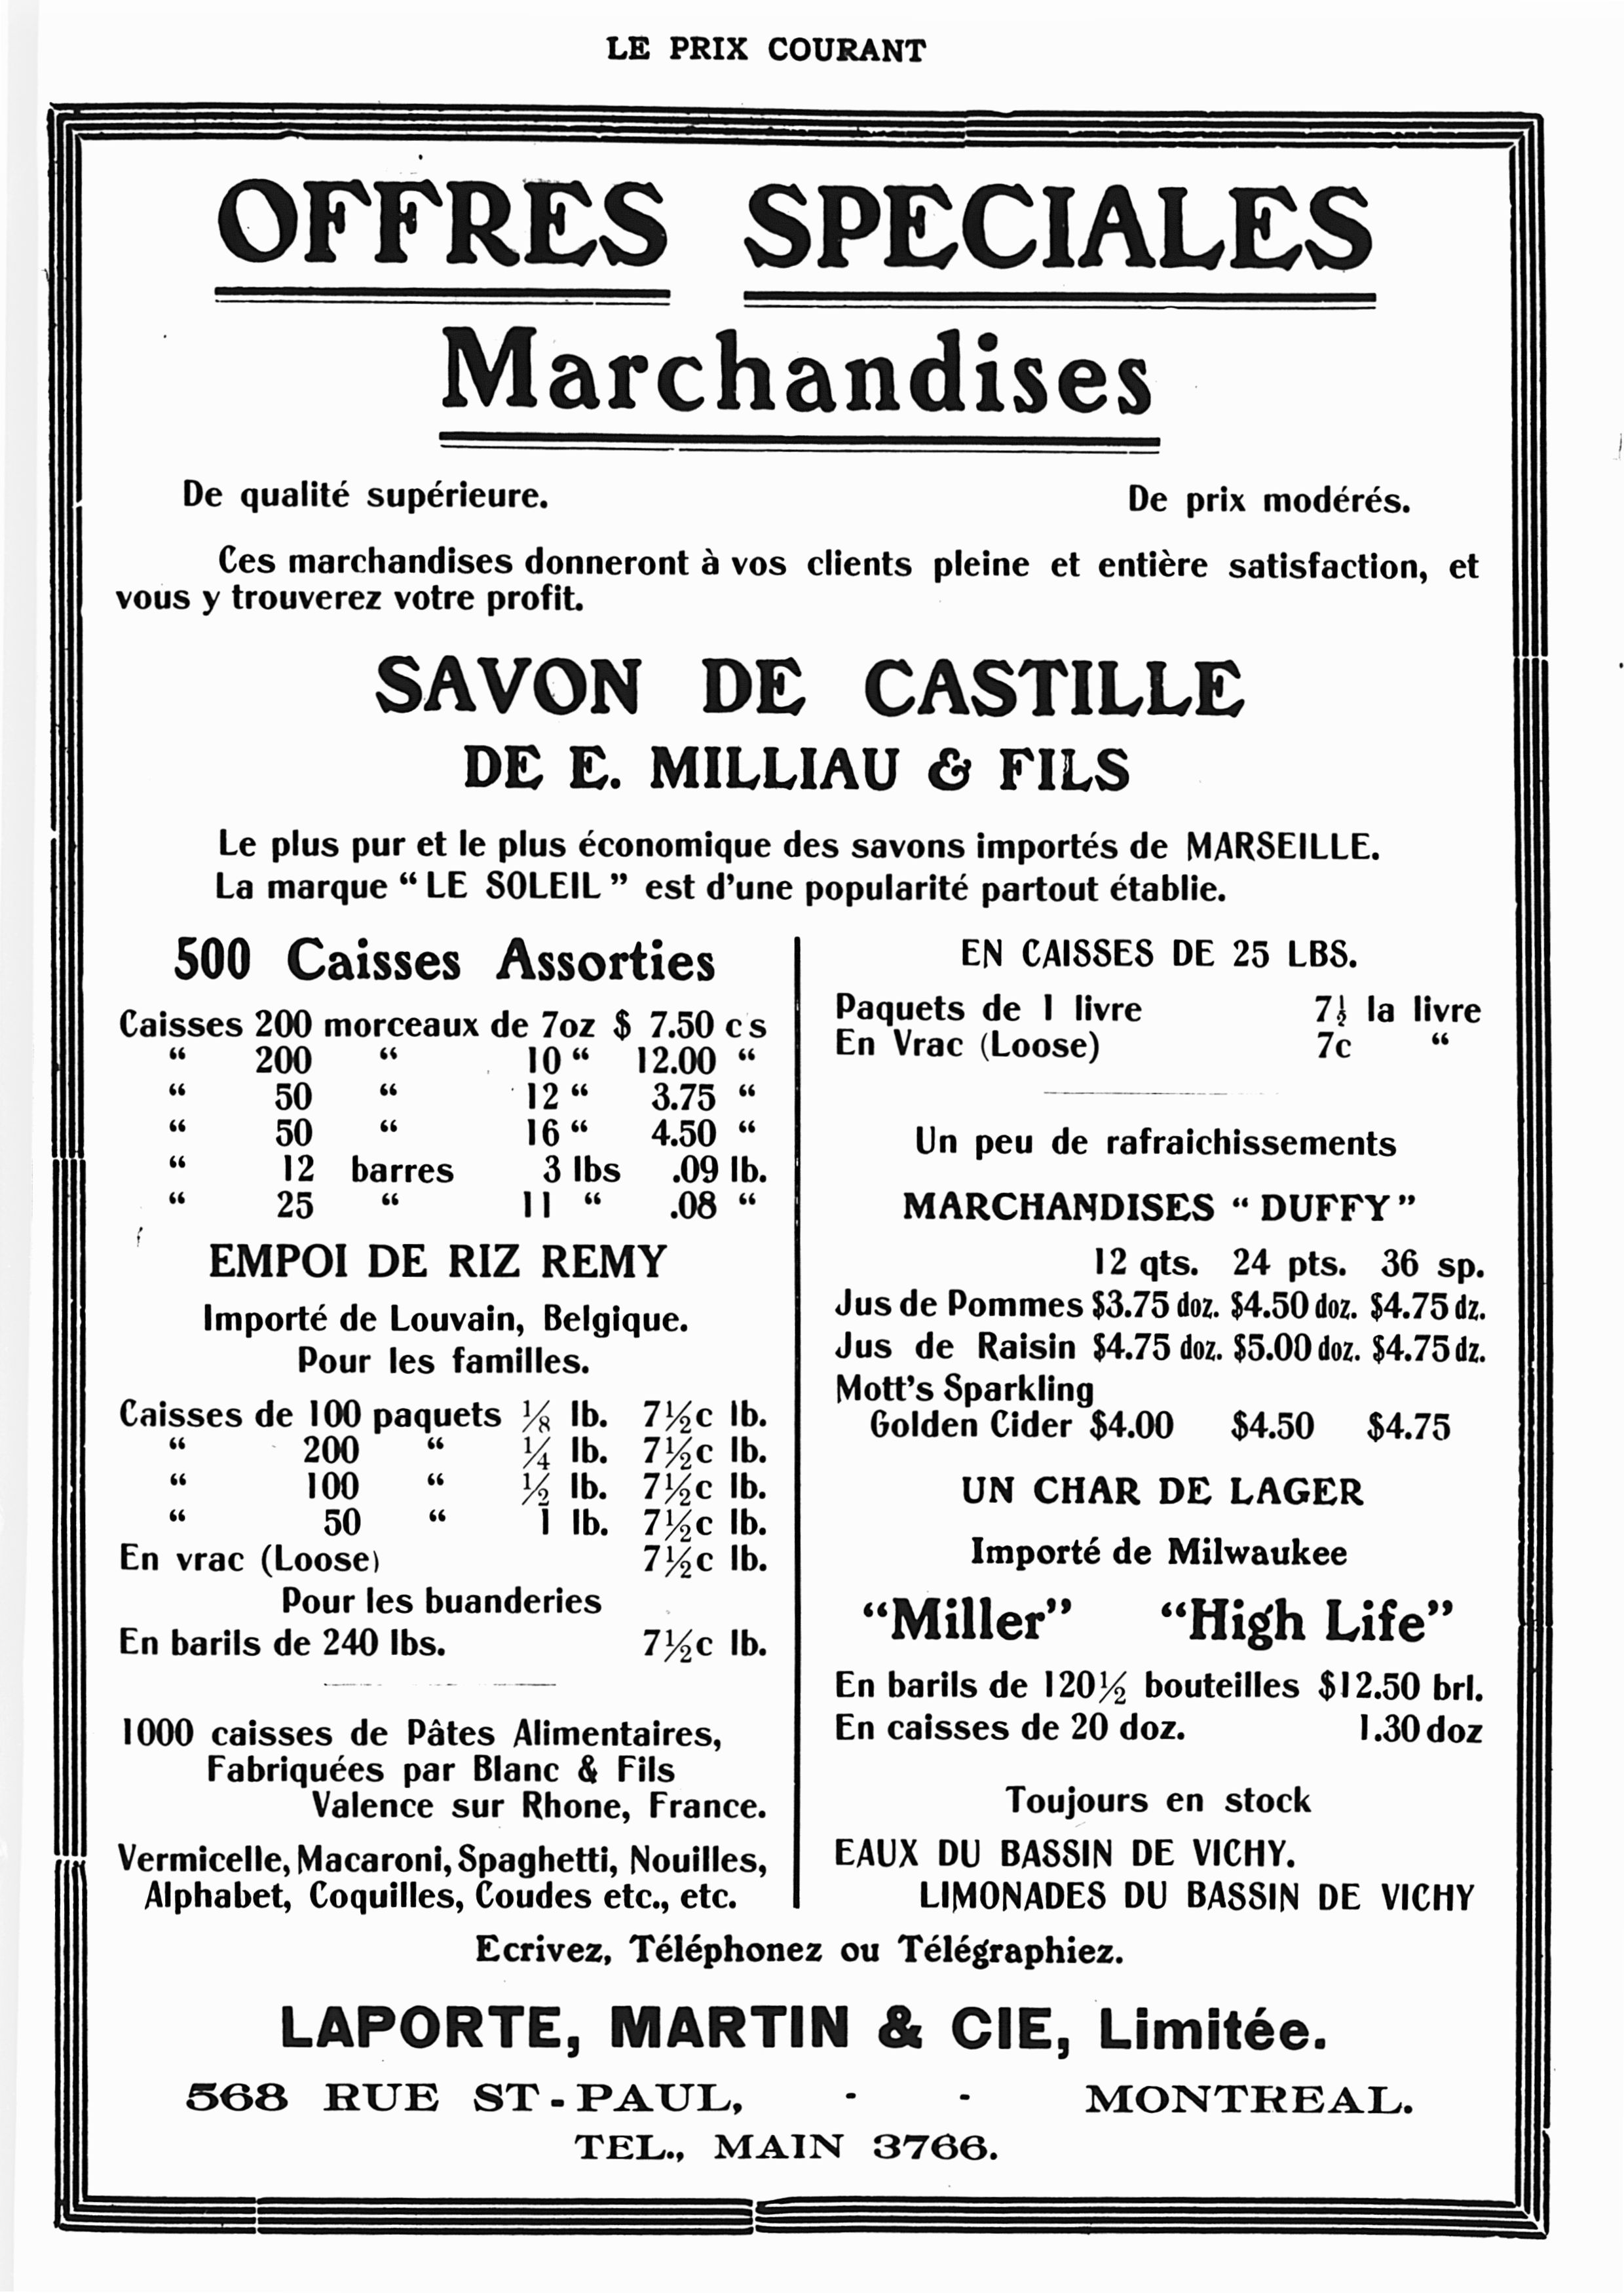 LE PRIX COURANT
OFFRES SPECIALES
Marchandises
De qualité supérieure. De prix modérés.
Ces marchandises donneront à vos clients pleine et entière satisfaction, et
vous y trouverez votre profit.
SAVON DE CASTILLE
DE E. MILLIAU & FILS
Le plus pur et le plus économique des savons importés de MARSEILLE.
La marque “ LE SOLEIL ” est d’une popularité partout établie.
500 Caisses Assorties
Caisses 200 morceaux de 7oz $ 7.50 cs
“ 200 “ 10 “ 12.00 “
“ 50 “ 12 “ 3.75 “
“ 50 “ 16 “ 4.50 “
“ 12 barres 3 lbs .09 lb.
“ 25 “ 11 “ .08 “
EMPOI DE RIZ REMY
Importé de Louvain, Belgique.
Pour les familles.
Caisses de 100 paquets ⅛ lb. 7½c lb.
“ 200 “ ¼ lb. 7½c lb.
“ 100 “ ½ lb. 7½c lb.
“ 50 “ 1 lb. 7½c lb.
En vrac (Loose) 7½c lb.
Pour les buanderies
En barils de 240 lbs. 7½c lb.
1000 caisses de Pâtes Alimentaires,
Fabriquées par Blanc & Fils
Valence sur Rhone, France.
Vermicelle, Macaroni, Spaghetti, Nouilles,
Alphabet, Coquilles, Coudes etc., etc.
EN CAISSES DE 25 LBS.
Paquets de 1 livre 7½ la livre
En Vrac (Loose) 7c “
Un peu de rafraichissements
MARCHANDISES “ DUFFY ”
12 qts. 24 pts. 36 sp.
Jus de Pommes $3.75 doz. $4.50 doz. $4.75 dz.
Jus de Raisin $4.75 doz. $5.00 doz. $4.75 dz.
Mott’s Sparkling
Golden Cider $4.00 $4.50 $4.75
UN CHAR DE LAGER
Importé de Milwaukee
“Miller” “High Life”
En barils de 120½ bouteilles $12.50 brl.
En caisses de 20 doz. 1.30 doz
Toujours en stock
EAUX DU BASSIN DE VICHY.
LIMONADES DU BASSIN DE VICHY
Ecrivez, Téléphonez ou Télégraphiez.
LAPORTE, MARTIN & CIE, Limitée.
568 RUE ST-PAUL, - - MONTREAL.
TEL., MAIN 3766.